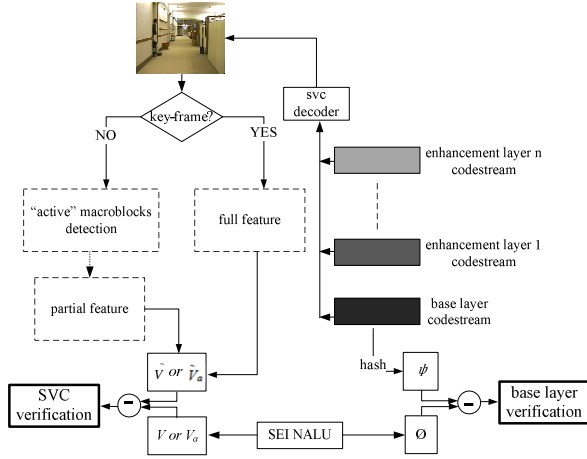 svc
decoder
key-frame?
NO
YES
enhancement layer n
codestream
"active" macroblocks
detection
full feature
enhancement layer 1
codestream
partial feature
base layer
codestream
hash
Ṽ or Ṽₐ
ψ
SVC
verification
-
-
base layer
verification
V or Vₐ
SEI NALU
Ø